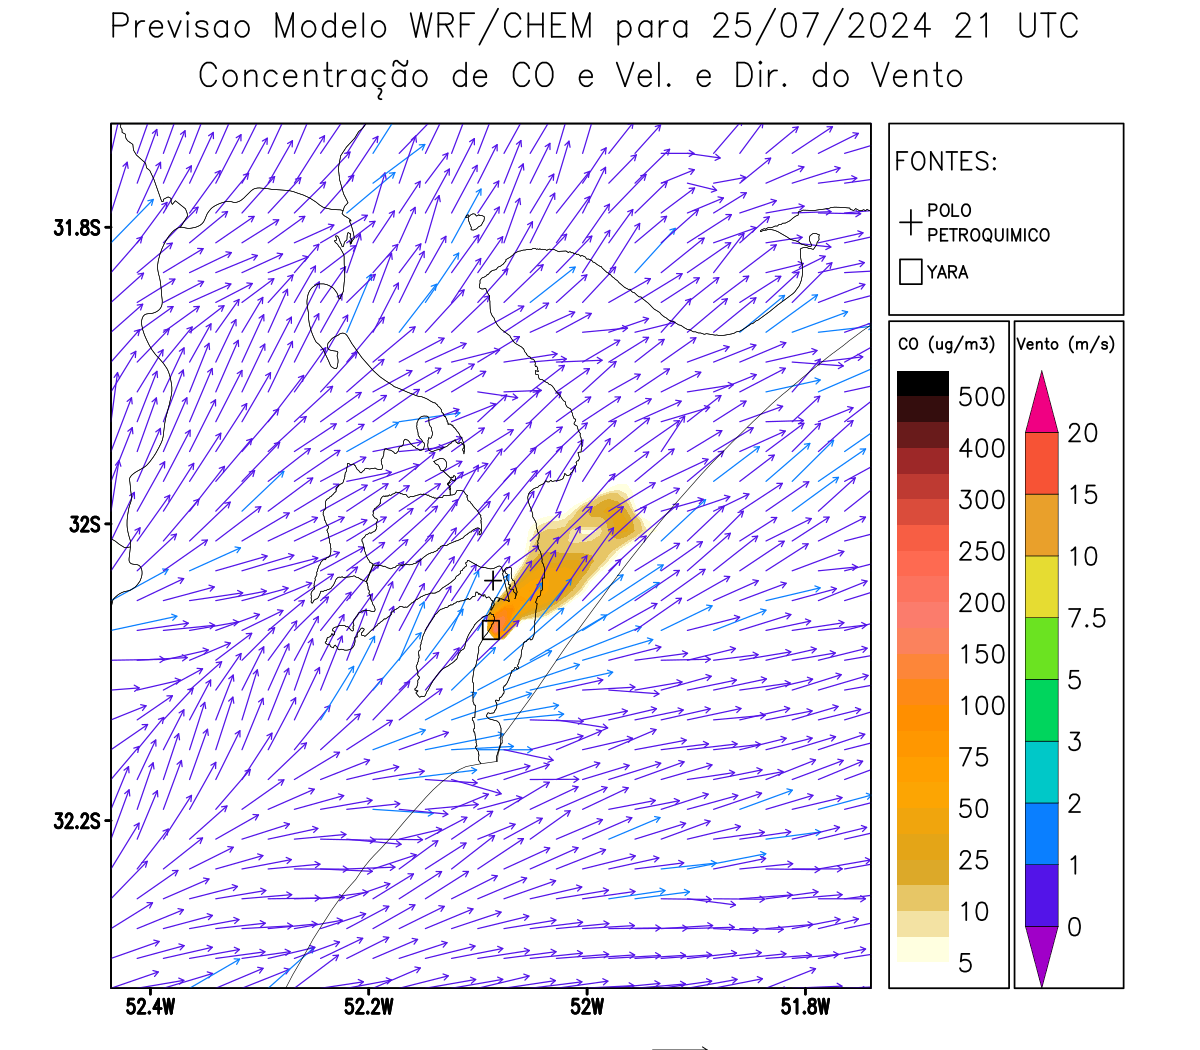 Previsao Modelo WRF/CHEM para 25/07/2024 21 UTC
Concentração de CO e Vel. e Dir. do Vento
FONTES:
POLO
PETROQUIMICO
YARA
CO (ug/m3)
500
400
300
250
200
150
100
75
50
25
10
5
Vento (m/s)
20
15
10
7.5
5
3
2
1
0
31.8S
32S
32.2S
52.4W
52.2W
52W
51.8W